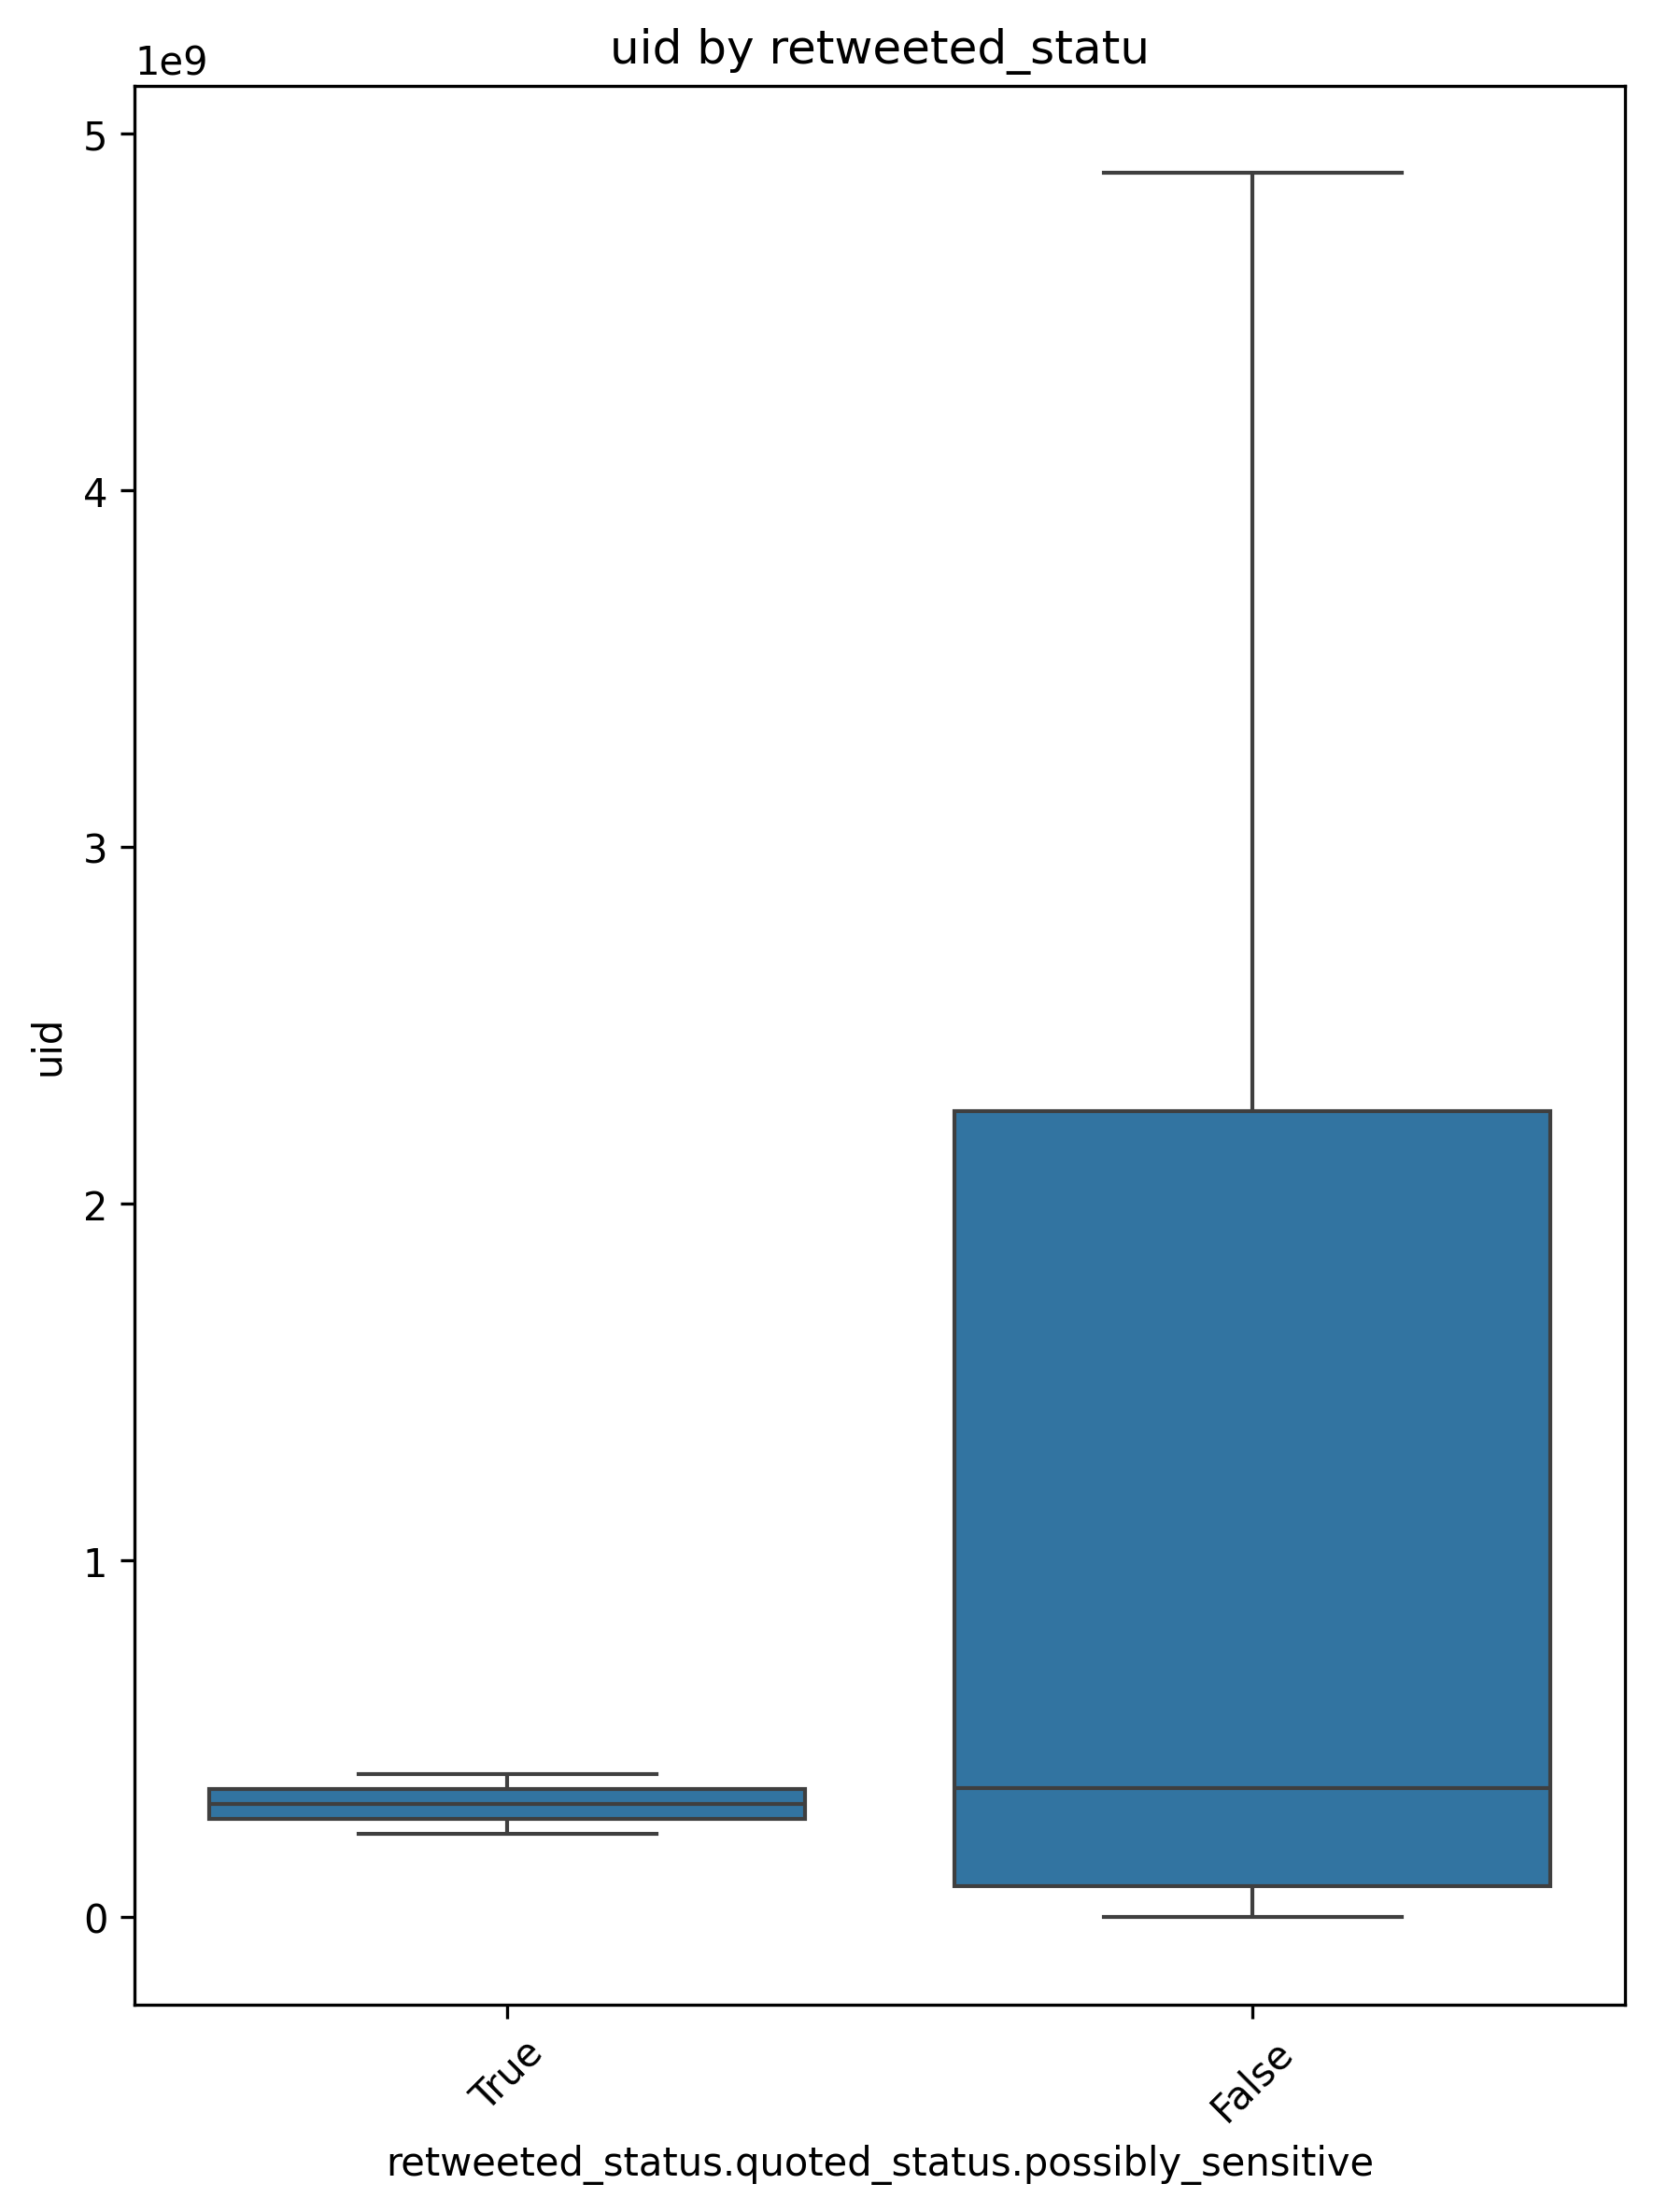 uid by retweeted_statu
1e9
5
4
3
2
1
0
uid
True
False
retweeted_status.quoted_status.possibly_sensitive